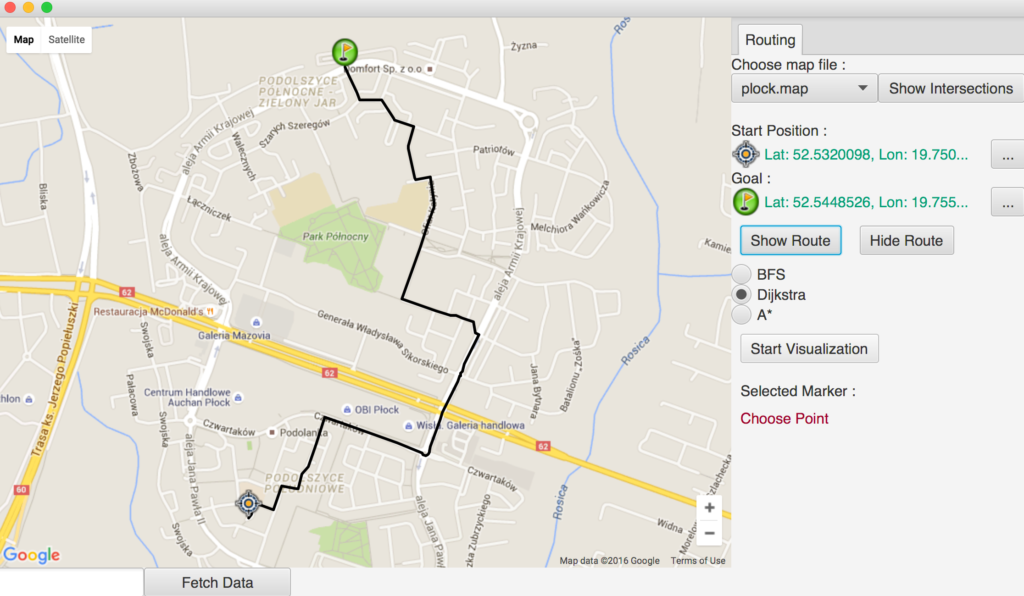 Map Satellite
Rosica
Żyzna
Comfort Sp. z o.o
PODOLSZYCE
PÓŁNOCNE -
ZIELONY JAR
aleja Armii Krajowej
Szarych Szeregów
Walecznych
Patriotów
Zbożowa
Bliska
Łączniczek
Melchiora Wańkowicza
Park Północny
aleja Armii Krajowej
aleja Armii Krajowej
62
Restauracja McDonald's
Galeria Mazovia
Generała Władysława Sikorskiego
Swojska
Rosica
Trasa ks. Jerzego Popiełuszki
62
Jana Bytnara
Batalionu "Zośka"
Pałacowa
Centrum Handlowe
Auchan Płock
OBI Płock
Swojska
Czwartaków
Podolanka
Czwartaków
Wisła. Galeria handlowa
62
aleja Jana Pawła II
PODOLSZYCE
POŁUDNIOWE
Czwartaków
60
Rosica
aleja Jana Pawła
Swojska
Widna
+
−
Google
Map data ©2016 Google Terms of Use
Fetch Data
Routing
Choose map file :
plock.map
Show Intersections
Start Position :
Lat: 52.5320098, Lon: 19.750...
...
Goal :
Lat: 52.5448526, Lon: 19.755...
...
Show Route
Hide Route
BFS
Dijkstra
A*
Start Visualization
Selected Marker :
Choose Point